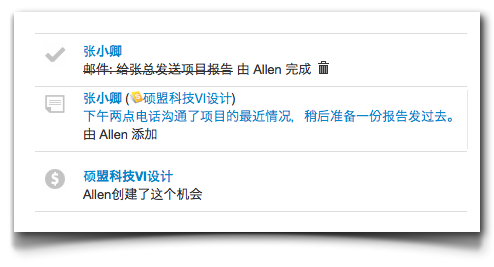 张小卿
邮件: 给张总发送项目报告 由 Allen 完成
张小卿 (硕盟科技VI设计)
下午两点电话沟通了项目的最近情况，稍后准备一份报告发过去。
由 Allen 添加
硕盟科技VI设计
Allen创建了这个机会